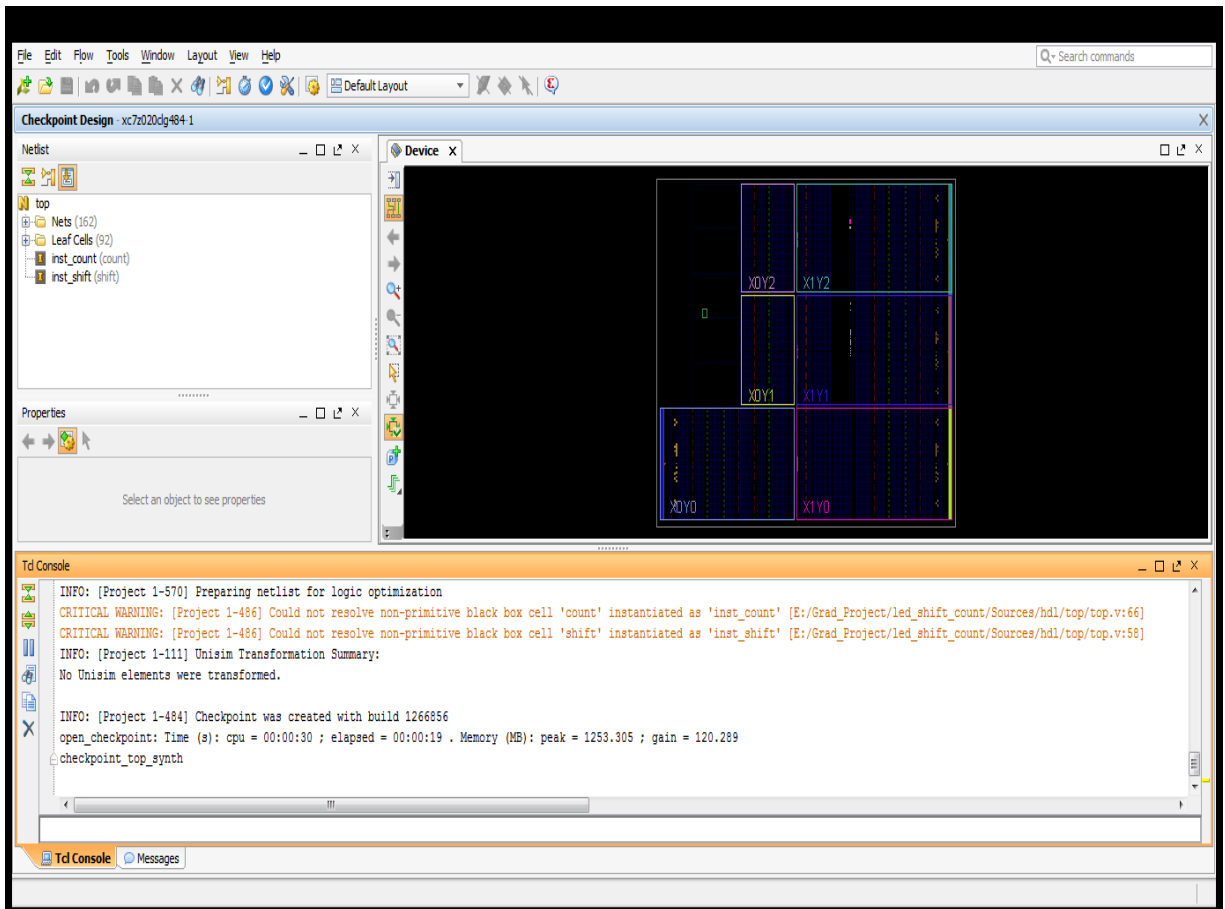 File Edit Flow Tools Window Layout View Help
Search commands
Default Layout
Checkpoint Design - xc7z020clg484-1
Netlist
top
Nets (162)
Leaf Cells (92)
inst_count (count)
inst_shift (shift)
Properties
Select an object to see properties
Device
X0Y2
X1Y2
X0Y1
X1Y1
X0Y0
X1Y0
Tcl Console
INFO: [Project 1-570] Preparing netlist for logic optimization
CRITICAL WARNING: [Project 1-486] Could not resolve non-primitive black box cell 'count' instantiated as 'inst_count' [E:/Grad_Project/led_shift_count/Sources/hdl/top/top.v:66]
CRITICAL WARNING: [Project 1-486] Could not resolve non-primitive black box cell 'shift' instantiated as 'inst_shift' [E:/Grad_Project/led_shift_count/Sources/hdl/top/top.v:58]
INFO: [Project 1-111] Unisim Transformation Summary:
No Unisim elements were transformed.
INFO: [Project 1-484] Checkpoint was created with build 1266856
open_checkpoint: Time (s): cpu = 00:00:30 ; elapsed = 00:00:19 . Memory (MB): peak = 1253.305 ; gain = 120.289
checkpoint_top_synth
Tcl Console Messages